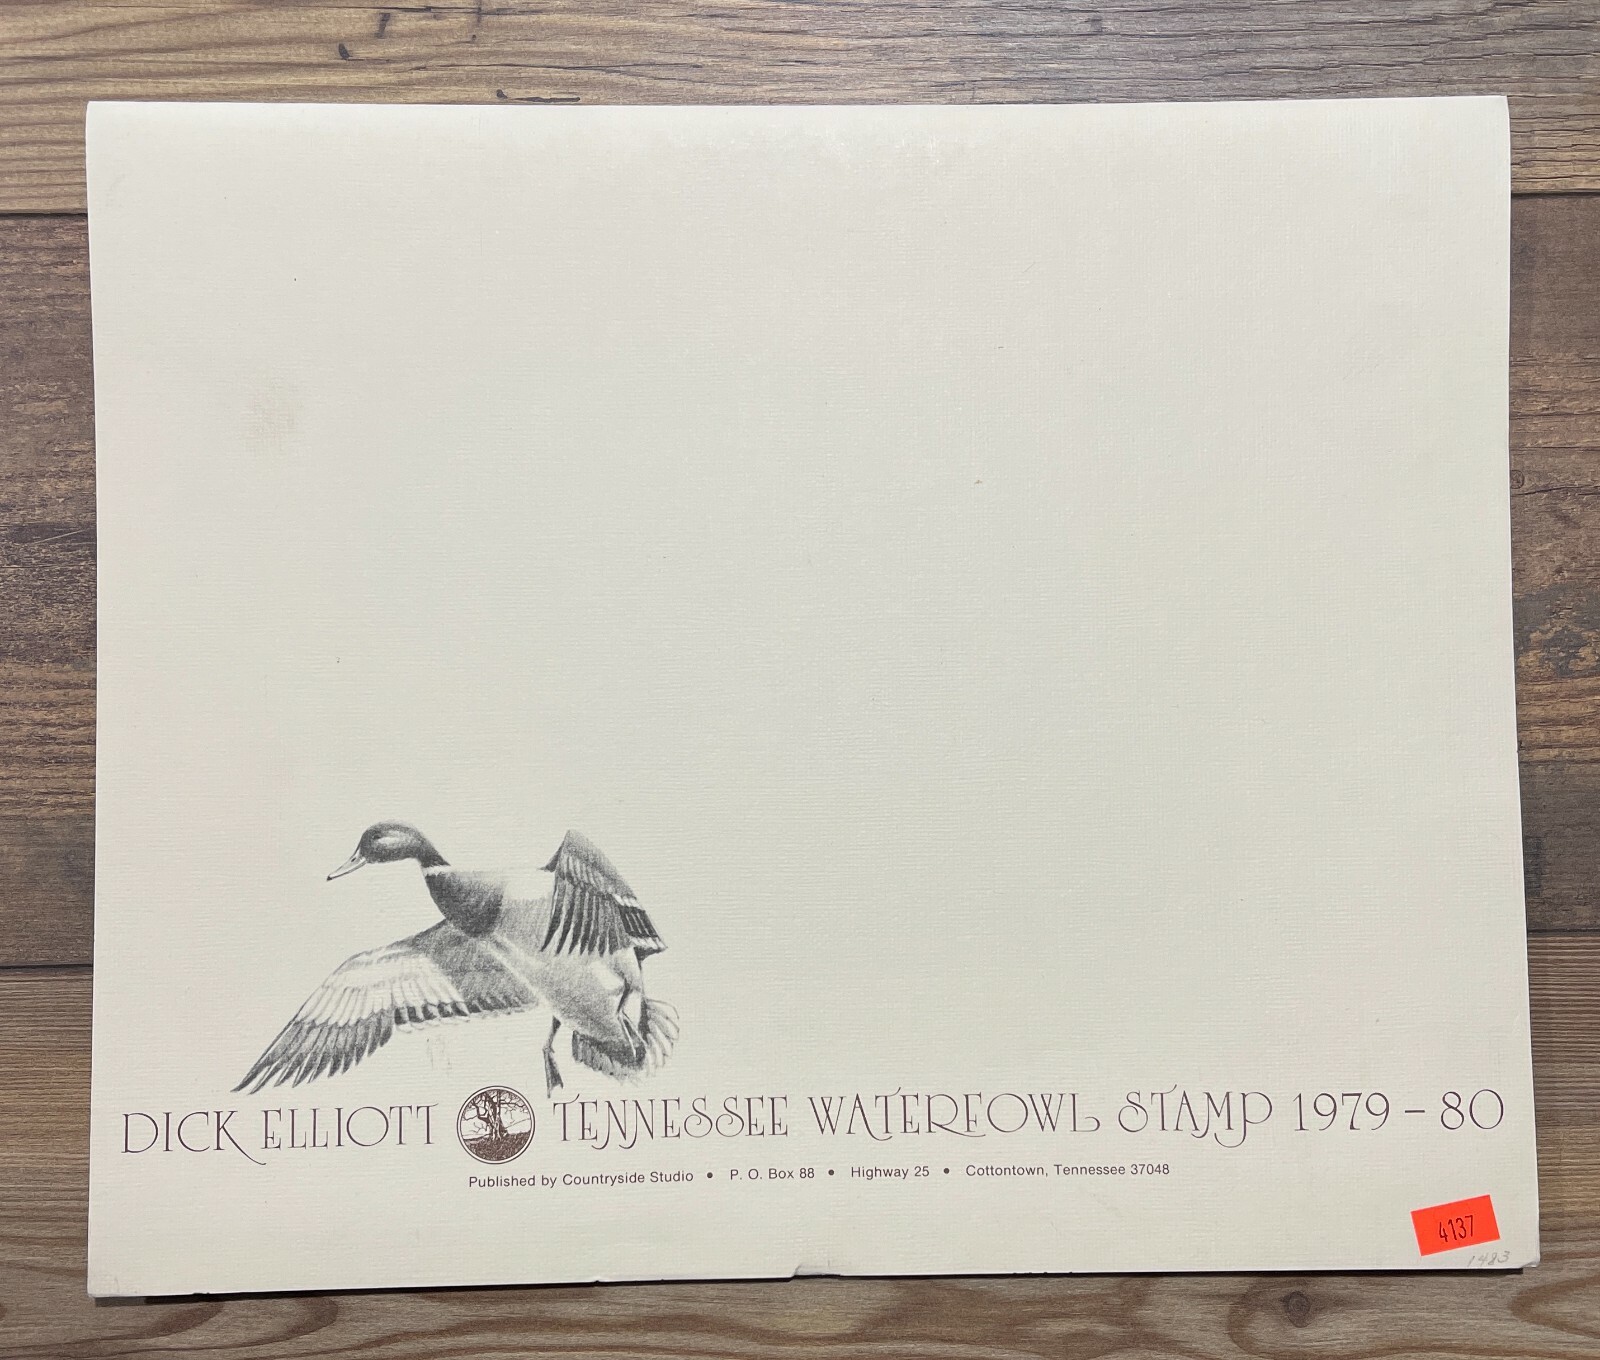 DICK ELLIOTT TENNESSEE WATERFOWL STAMP 1979 – 80
Published by Countryside Studio • P. O. Box 88 • Highway 25 • Cottontown, Tennessee 37048
4137
1483